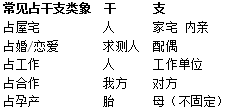 常见占干支类象 干 支
占屋宅 人 家宅 内亲
占婚/恋爱 求测人 配偶
占工作 人 工作单位
占合作 我方 对方
占孕产 胎 母（不固定）